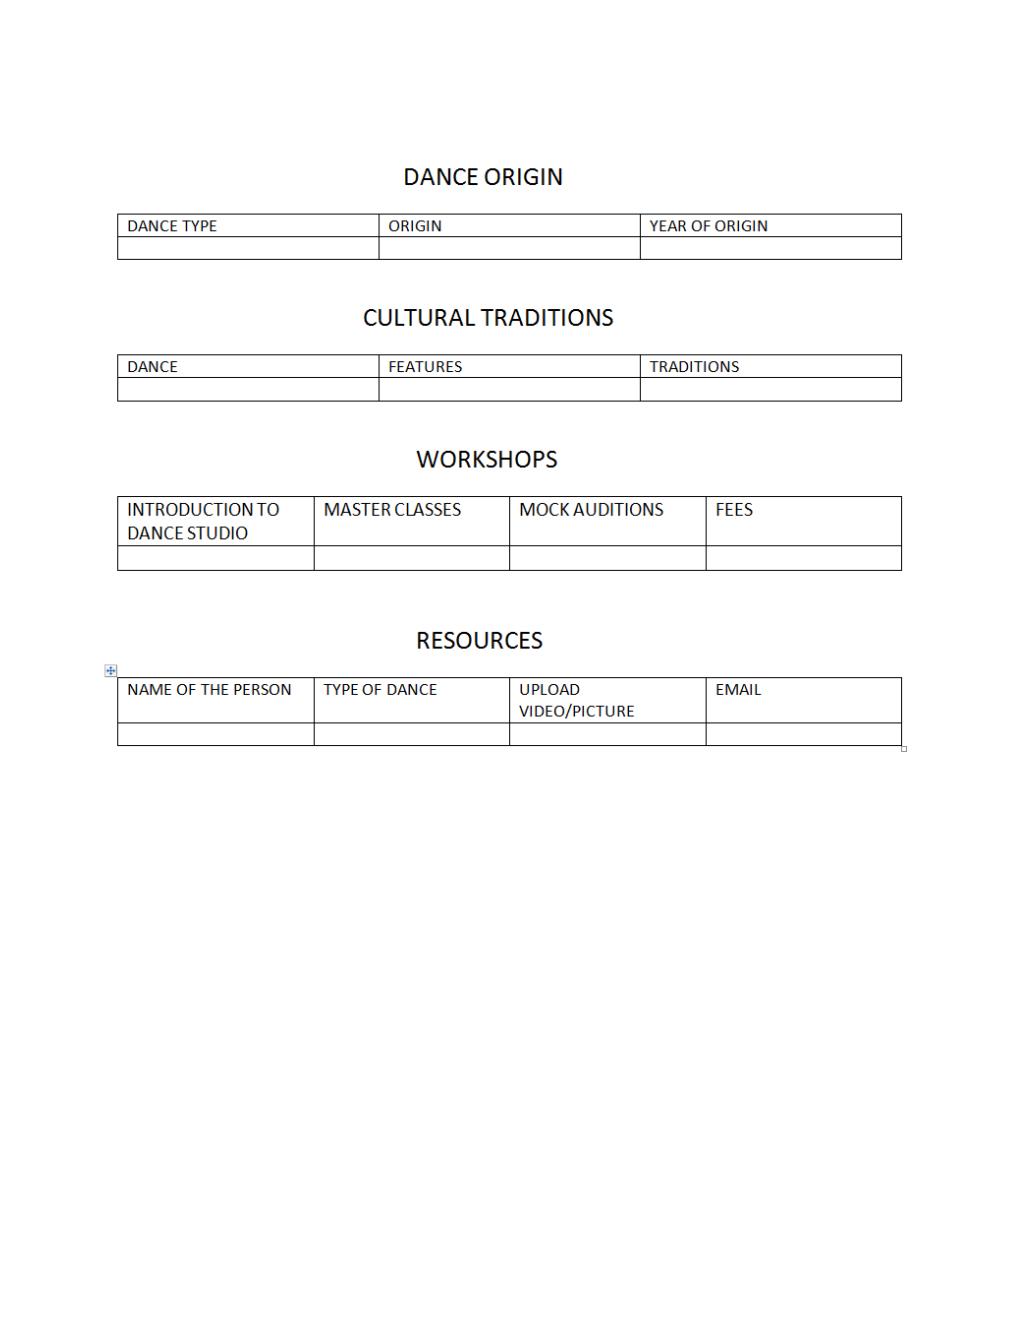 DANCE ORIGIN
DANCE TYPE ORIGIN YEAR OF ORIGIN
CULTURAL TRADITIONS
DANCE FEATURES TRADITIONS
WORKSHOPS
INTRODUCTION TO MASTER CLASSES MOCK AUDITIONS FEES
DANCE STUDIO
RESOURCES
NAME OF THE PERSON TYPE OF DANCE UPLOAD EMAIL
VIDEO/PICTURE